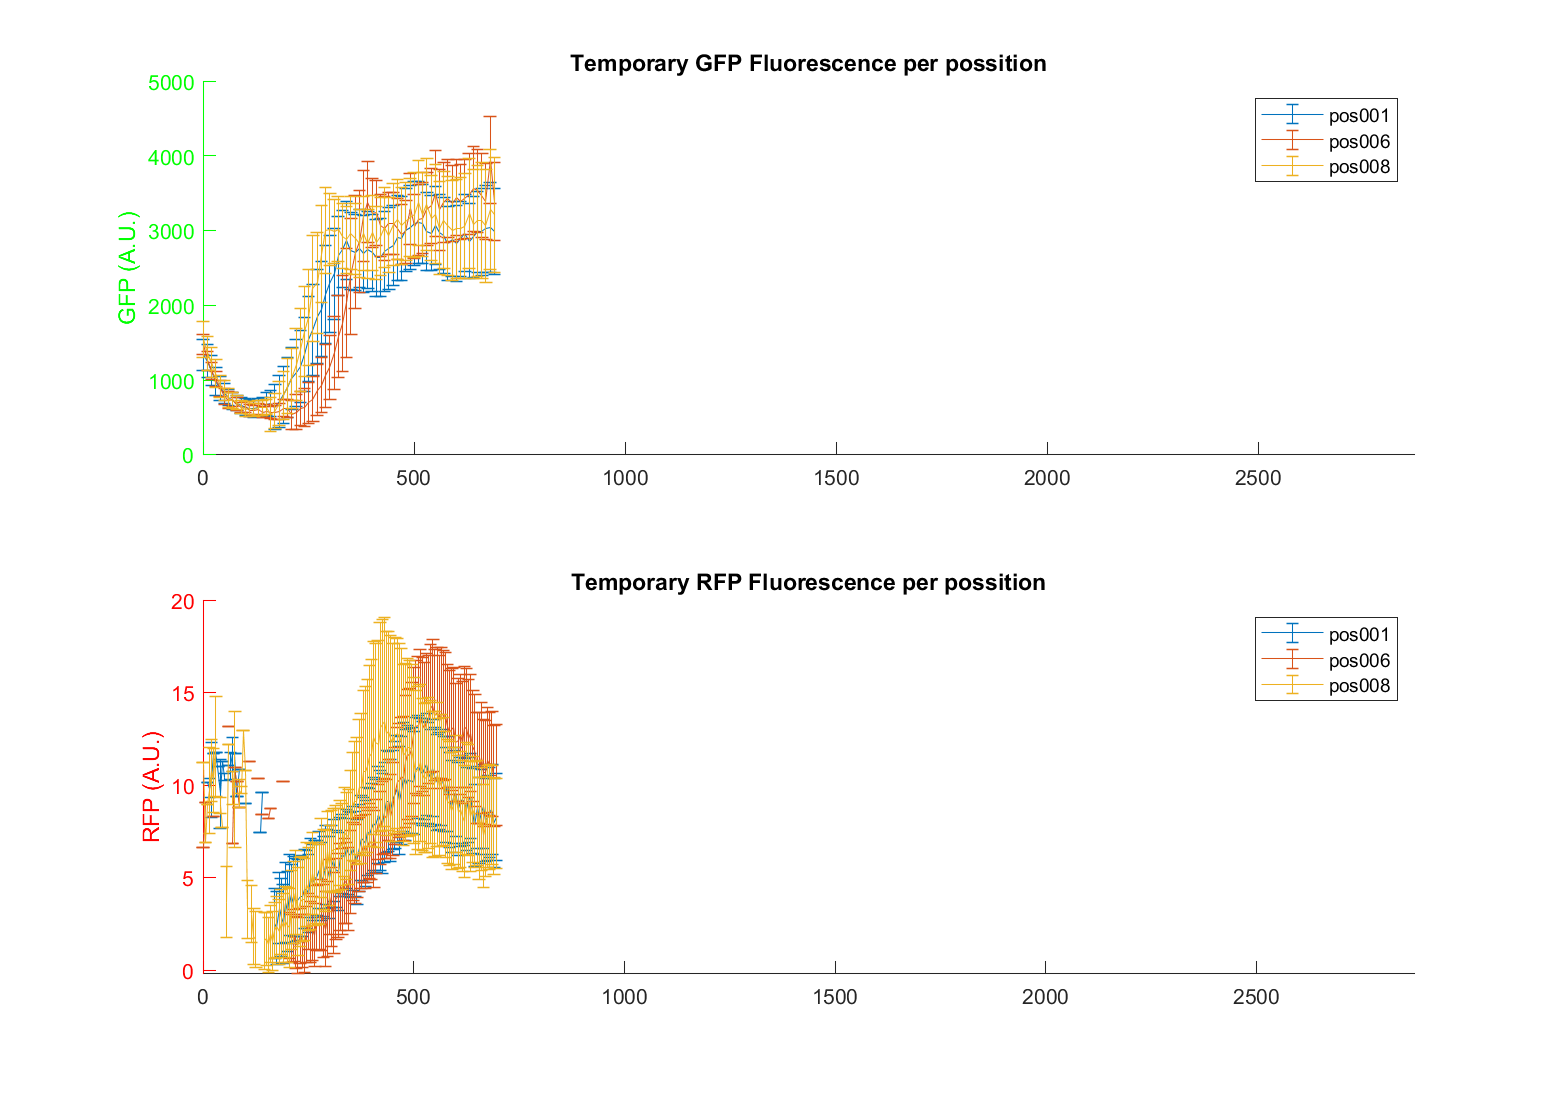 Temporary GFP Fluorescence per possition
5000
4000
3000
2000
1000
0
GFP (A.U.)
pos001
pos006
pos008
0 500 1000 1500 2000 2500
Temporary RFP Fluorescence per possition
20
15
10
5
0
RFP (A.U.)
pos001
pos006
pos008
0 500 1000 1500 2000 2500